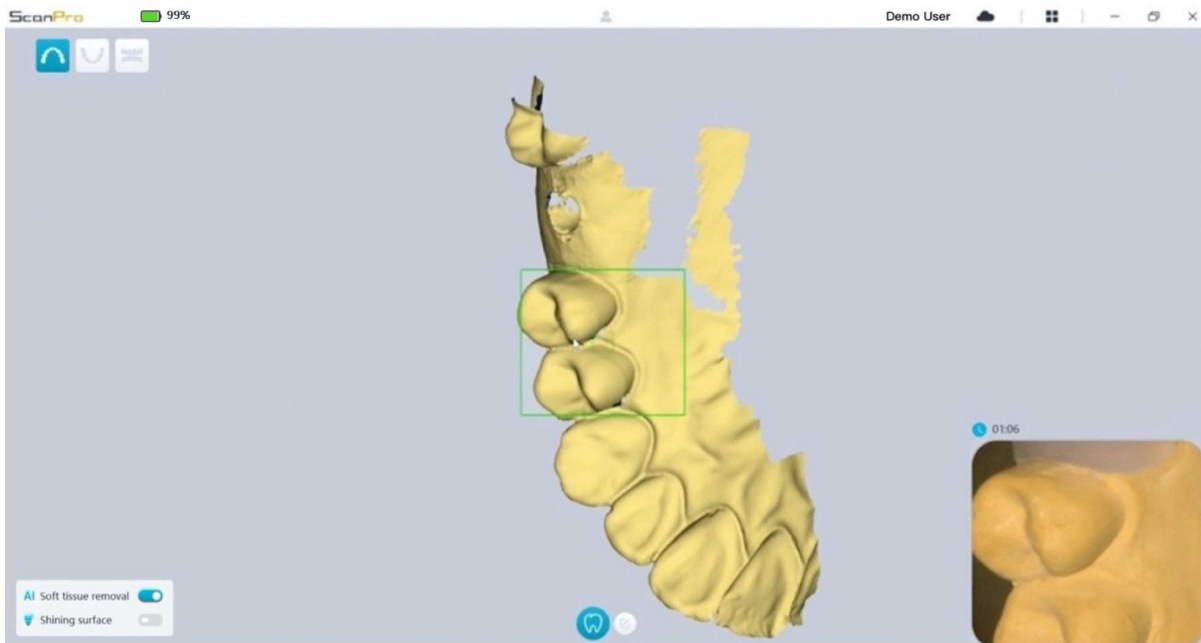 ScanPro
99%
Demo User
01:06
AI Soft tissue removal
Shining surface